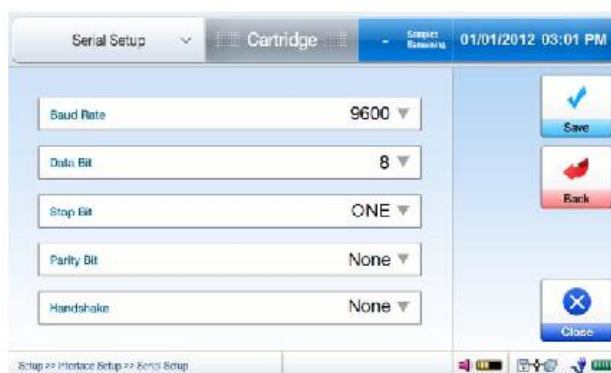 Serial Setup
Cartridge
-
Samples
Remaining
01/01/2012 03:01 PM
Baud Rate 9600
Data Bit 8
Stop Bit ONE
Parity Bit None
Handshake None
Save
Back
Close
Setup >> Interface Setup >> Serial Setup